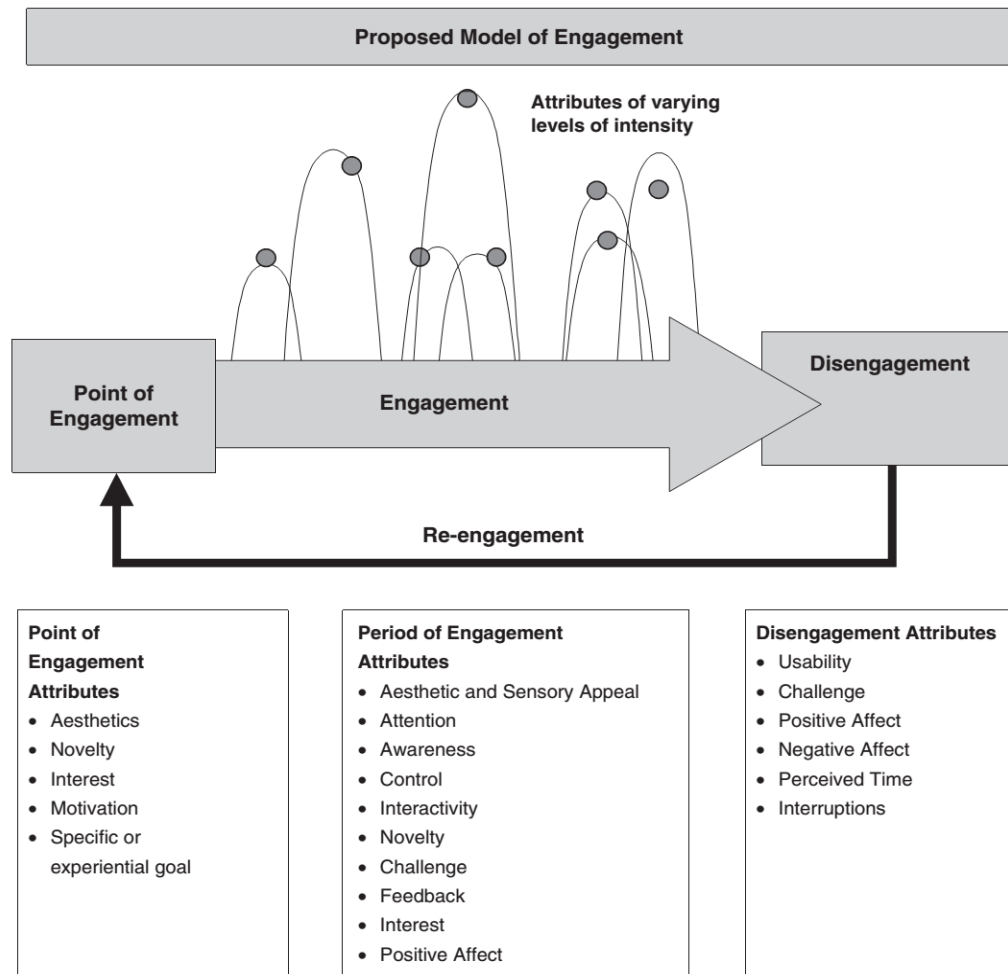 Proposed Model of Engagement
Attributes of varying
levels of intensity
Point of
Engagement
Engagement
Disengagement
Re-engagement
Point of
Engagement
Attributes
• Aesthetics
• Novelty
• Interest
• Motivation
• Specific or
experiential goal
Period of Engagement
Attributes
• Aesthetic and Sensory Appeal
• Attention
• Awareness
• Control
• Interactivity
• Novelty
• Challenge
• Feedback
• Interest
• Positive Affect
Disengagement Attributes
• Usability
• Challenge
• Positive Affect
• Negative Affect
• Perceived Time
• Interruptions